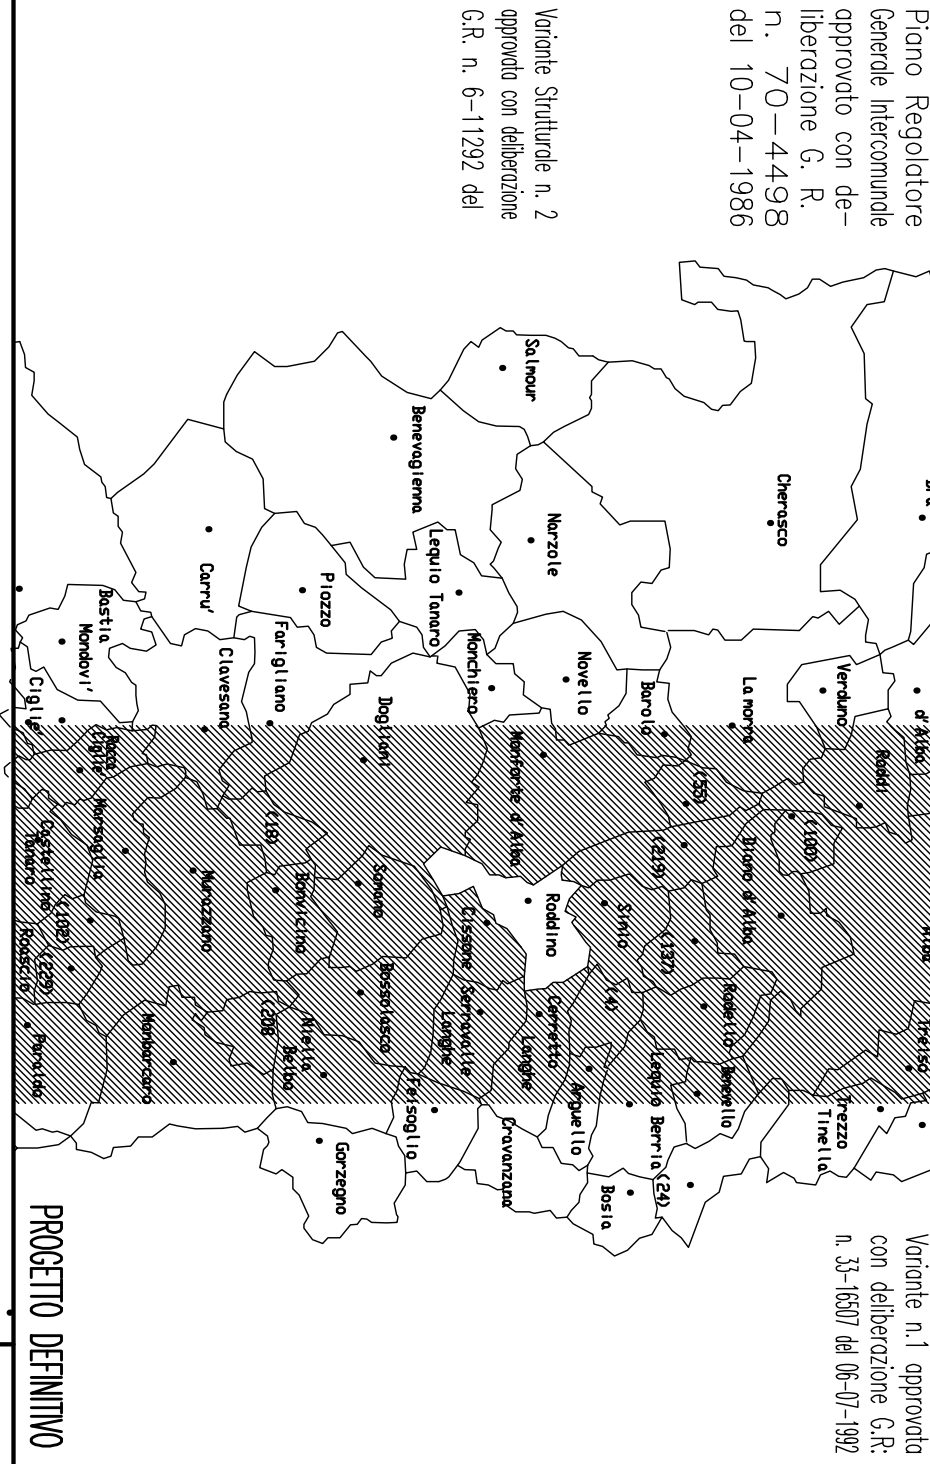 Piano Regolatore
Generale Intercomunale
approvato con de-
liberazione G. R.
n. 70-4498
del 10-04-1986
Variante Strutturale n. 2
approvata con deliberazione
G.R. n. 6-11292 del
Variante n.1 approvata
con deliberazione G.R:
n. 33-16507 del 06-07-1992
d'Alba
Alba
Treiso
Roddi
Verduno
(100)
Trezzo
Tinella
Cherasco
La morra
Diano d'Alba
Rodello
Benevello
(55)
Barolo
(219)
(137)
Lequio Berria
(24)
Sinio
(4)
Bosia
Novello
Arguello
Narzole
Roddino
Cerretto
Langhe
Salmour
Monforte d'Alba
Cravanzana
Monchiero
Cissone
Serravalle
Langhe
Lequio Tanaro
Benevagienna
Feisoglio
Dogliani
Somano
Bossolasco
Piozzo
Gorzegno
Farigliano
Bonvicino
Niella
Belbo
(18)
(208
Clavesana
Carru'
Murazzano
Mombarcaro
Bastia
Mondovi'
Rocca
Ciglie'
Marsaglia
(102)
Castellino
Tanaro
(229)
Ciglie'
Roascio
Paroldo
PROGETTO DEFINITIVO